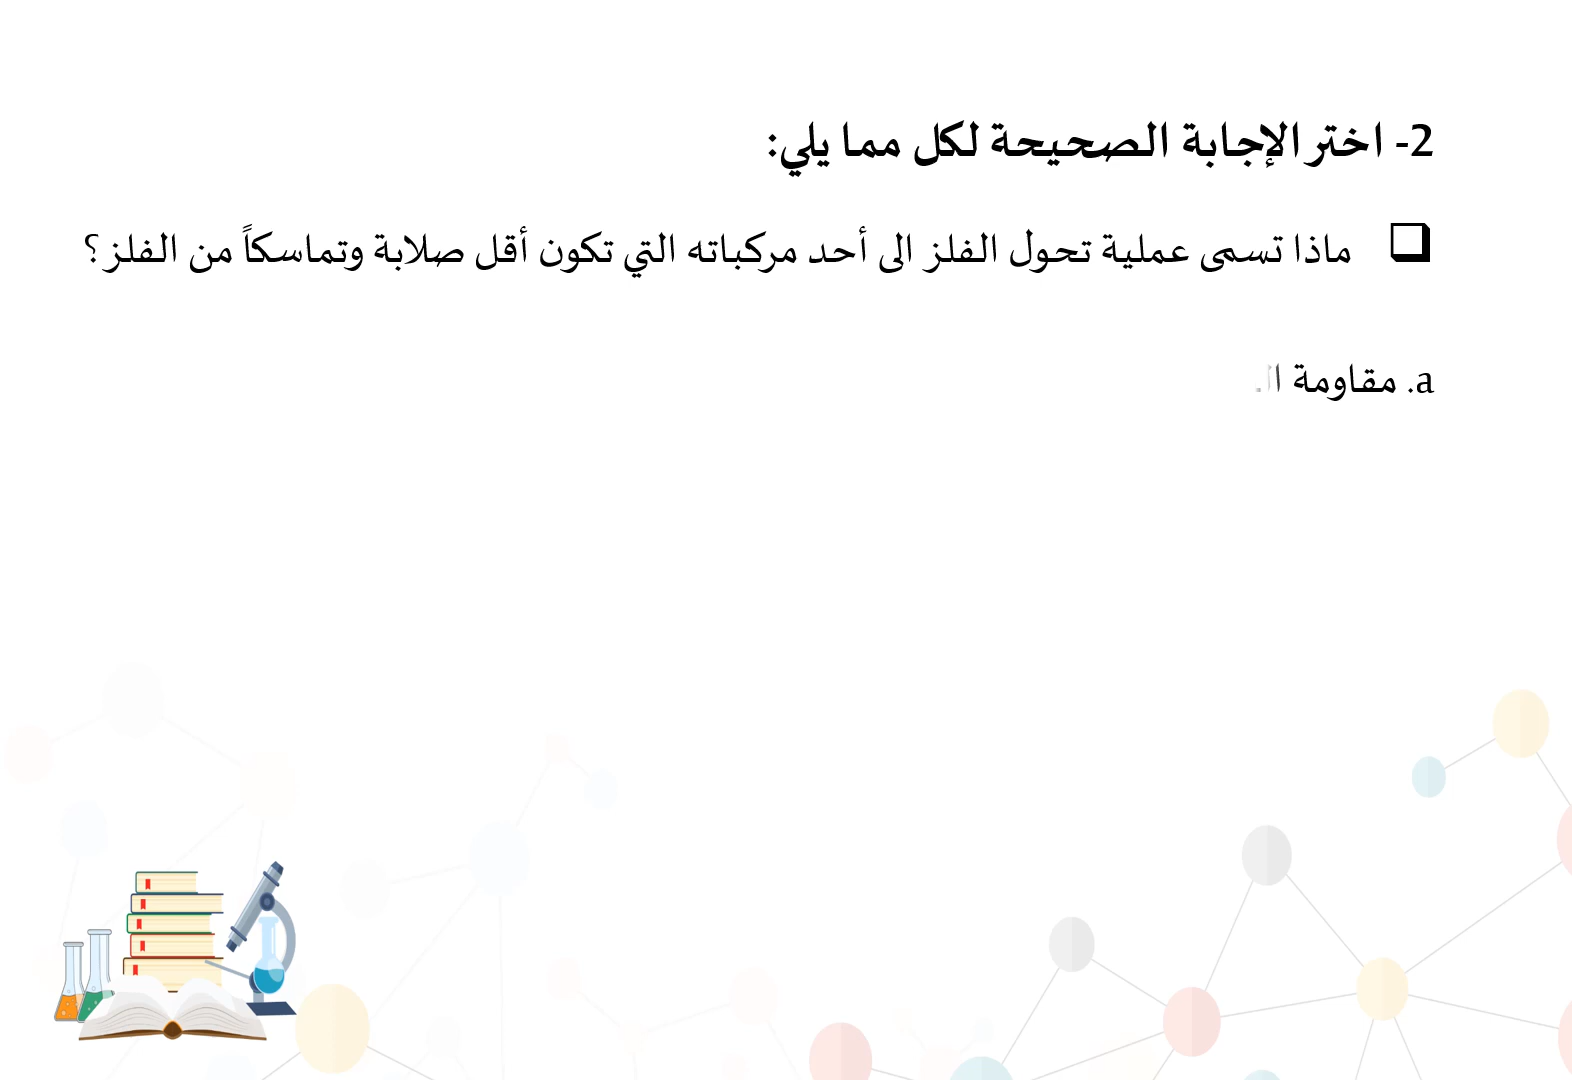 2- اختر الإجابة الصحيحة لكل مما يلي:
❑ ماذا تسمى عملية تحول الفلز الى أحد مركباته التي تكون أقل صلابة وتماسكاً من الفلز؟
a. مقاومة